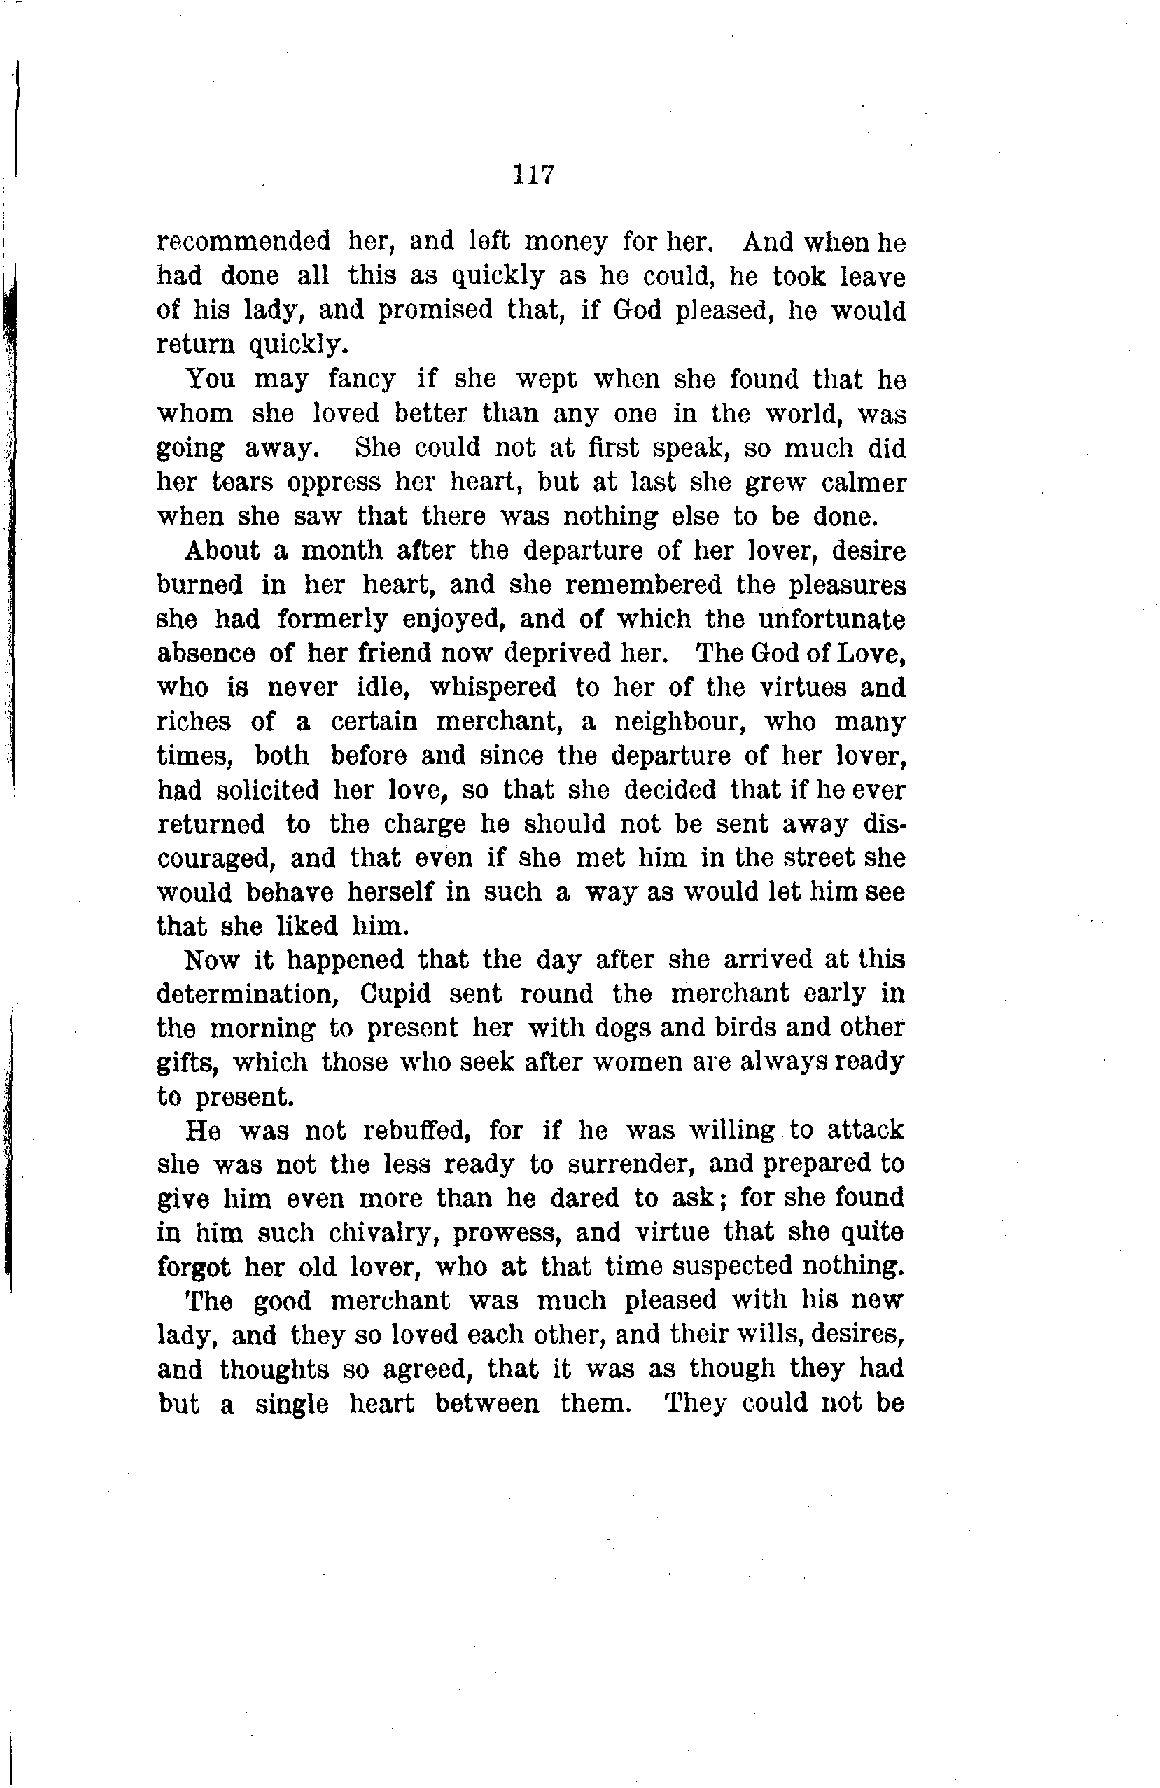 117
recommended her, and left money for her. And when he
had done all this as quickly as he could, he took leave
of his lady, and promised that, if God pleased, he would
return quickly.
You may fancy if she wept when she found that he
whom she loved better than any one in the world, was
going away. She could not at first speak, so much did
her tears oppress her heart, but at last she grew calmer
when she saw that there was nothing else to be done.
About a month after the departure of her lover, desire
burned in her heart, and she remembered the pleasures
she had formerly enjoyed, and of which the unfortunate
absence of her friend now deprived her. The God of Love,
who is never idle, whispered to her of the virtues and
riches of a certain merchant, a neighbour, who many
times, both before and since the departure of her lover,
had solicited her love, so that she decided that if he ever
returned to the charge he should not be sent away dis-
couraged, and that even if she met him in the street she
would behave herself in such a way as would let him see
that she liked him.
Now it happened that the day after she arrived at this
determination, Cupid sent round the merchant early in
the morning to present her with dogs and birds and other
gifts, which those who seek after women are always ready
to present.
He was not rebuffed, for if he was willing to attack
she was not the less ready to surrender, and prepared to
give him even more than he dared to ask; for she found
in him such chivalry, prowess, and virtue that she quite
forgot her old lover, who at that time suspected nothing.
The good merchant was much pleased with his new
lady, and they so loved each other, and their wills, desires,
and thoughts so agreed, that it was as though they had
but a single heart between them. They could not be